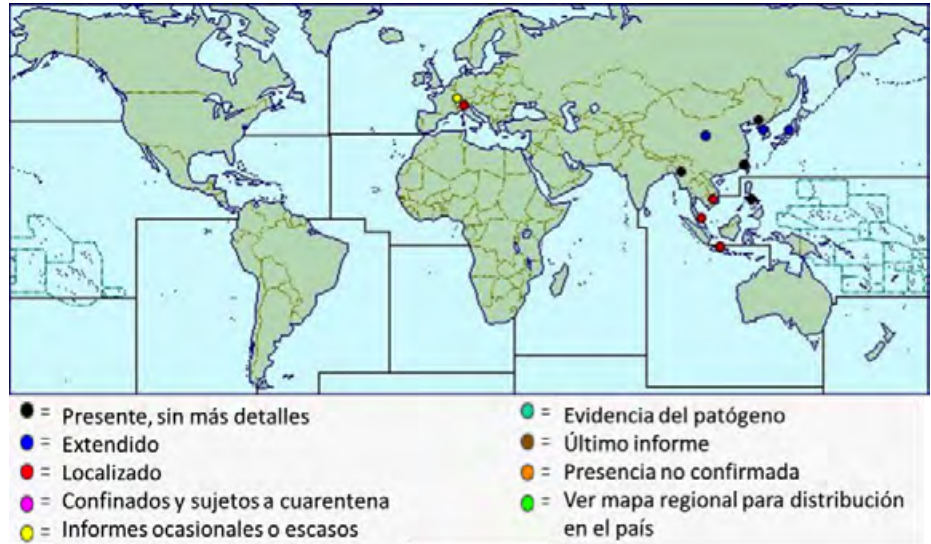 = Presente, sin más detalles
= Extendido
= Localizado
= Confinados y sujetos a cuarentena
= Informes ocasionales o escasos
= Evidencia del patógeno
= Último informe
= Presencia no confirmada
= Ver mapa regional para distribución
en el país